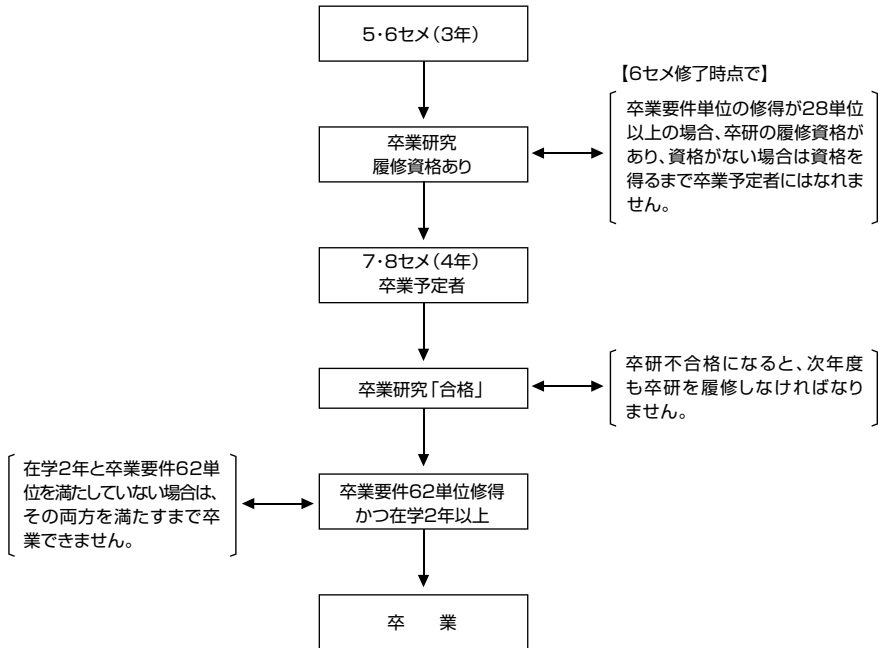 5・6セメ(3年)
【6セメ修了時点で】
卒業要件単位の修得が28単位
以上の場合、卒研の履修資格が
あり、資格がない場合は資格を
得るまで卒業予定者にはなれま
せん。
卒業研究
履修資格あり
7・8セメ(4年)
卒業予定者
卒業研究「合格」
卒研不合格になると、次年度
も卒研を履修しなければなり
ません。
在学2年と卒業要件62単
位を満たしていない場合は、
その両方を満たすまで卒
業できません。
卒業要件62単位修得
かつ在学2年以上
卒　業